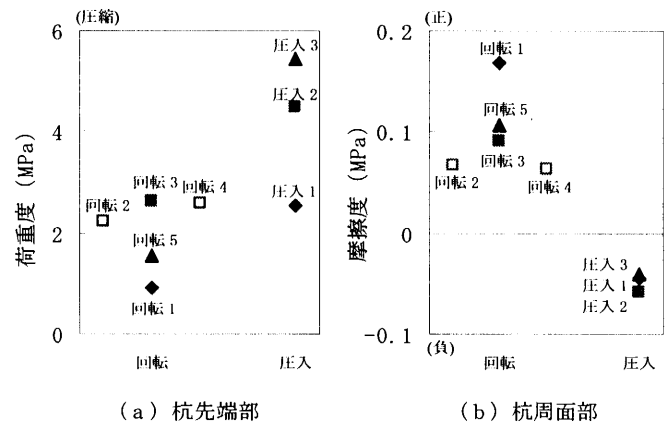 (圧縮)
6
4
2
0
荷重度 (MPa)
圧入 3
圧入 2
圧入 1
回転 2
回転 3
回転 4
回転 5
回転 1
回転
圧入
(a) 杭先端部
(正)
0.2
0.1
0
-0.1
(負)
摩擦度 (MPa)
回転 1
回転 5
回転 3
回転 2
回転 4
圧入 3
圧入 1
圧入 2
回転
圧入
(b) 杭周面部